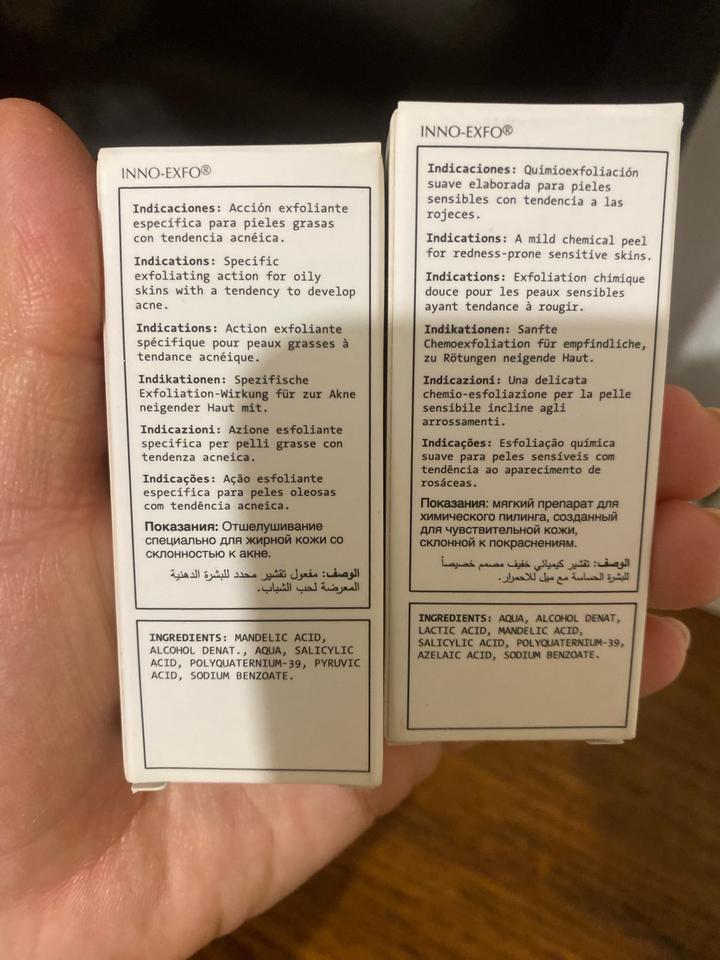 INNO-EXFO®
Indicaciones: Acción exfoliante
específica para pieles grasas
con tendencia acnéica.
Indications: Specific
exfoliating action for oily
skins with a tendency to develop
acne.
Indications: Action exfoliante
spécifique pour peaux grasses à
tendance acnéique.
Indikationen: Spezifische
Exfoliation-Wirkung für zur Akne
neigender Haut mit.
Indicazioni: Azione esfoliante
specifica per pelli grasse con
tendenza acneica.
Indicações: Ação esfoliante
específica para peles oleosas
com tendência acneica.
Показания: Отшелушивание
специально для жирной кожи со
склонностью к акне.
الوصف: مفعول تقشير محدد للبشرة الدهنية
المعرضة لحب الشباب.
INGREDIENTS: MANDELIC ACID,
ALCOHOL DENAT., AQUA, SALICYLIC
ACID, POLYQUATERNIUM-39, PYRUVIC
ACID, SODIUM BENZOATE.
INNO-EXFO®
Indicaciones: Quimioexfoliación
suave elaborada para pieles
sensibles con tendencia a las
rojeces.
Indications: A mild chemical peel
for redness-prone sensitive skins.
Indications: Exfoliation chimique
douce pour les peaux sensibles
ayant tendance à rougir.
Indikationen: Sanfte
Chemoexfoliation für empfindliche,
zu Rötungen neigende Haut.
Indicazioni: Una delicata
chemio-esfoliazione per la pelle
sensibile incline agli
arrossamenti.
Indicações: Esfoliação química
suave para peles sensíveis com
tendência ao aparecimento de
rosáceas.
Показания: мягкий препарат для
химического пилинга, созданный
для чувствительной кожи,
склонной к покраснениям.
الوصف: تقشير كيميائي خفيف مصمم خصيصاً
للبشرة الحساسة مع ميل للاحمرار.
INGREDIENTS: AQUA, ALCOHOL DENAT,
LACTIC ACID, MANDELIC ACID,
SALICYLIC ACID, POLYQUATERNIUM-39,
AZELAIC ACID, SODIUM BENZOATE.